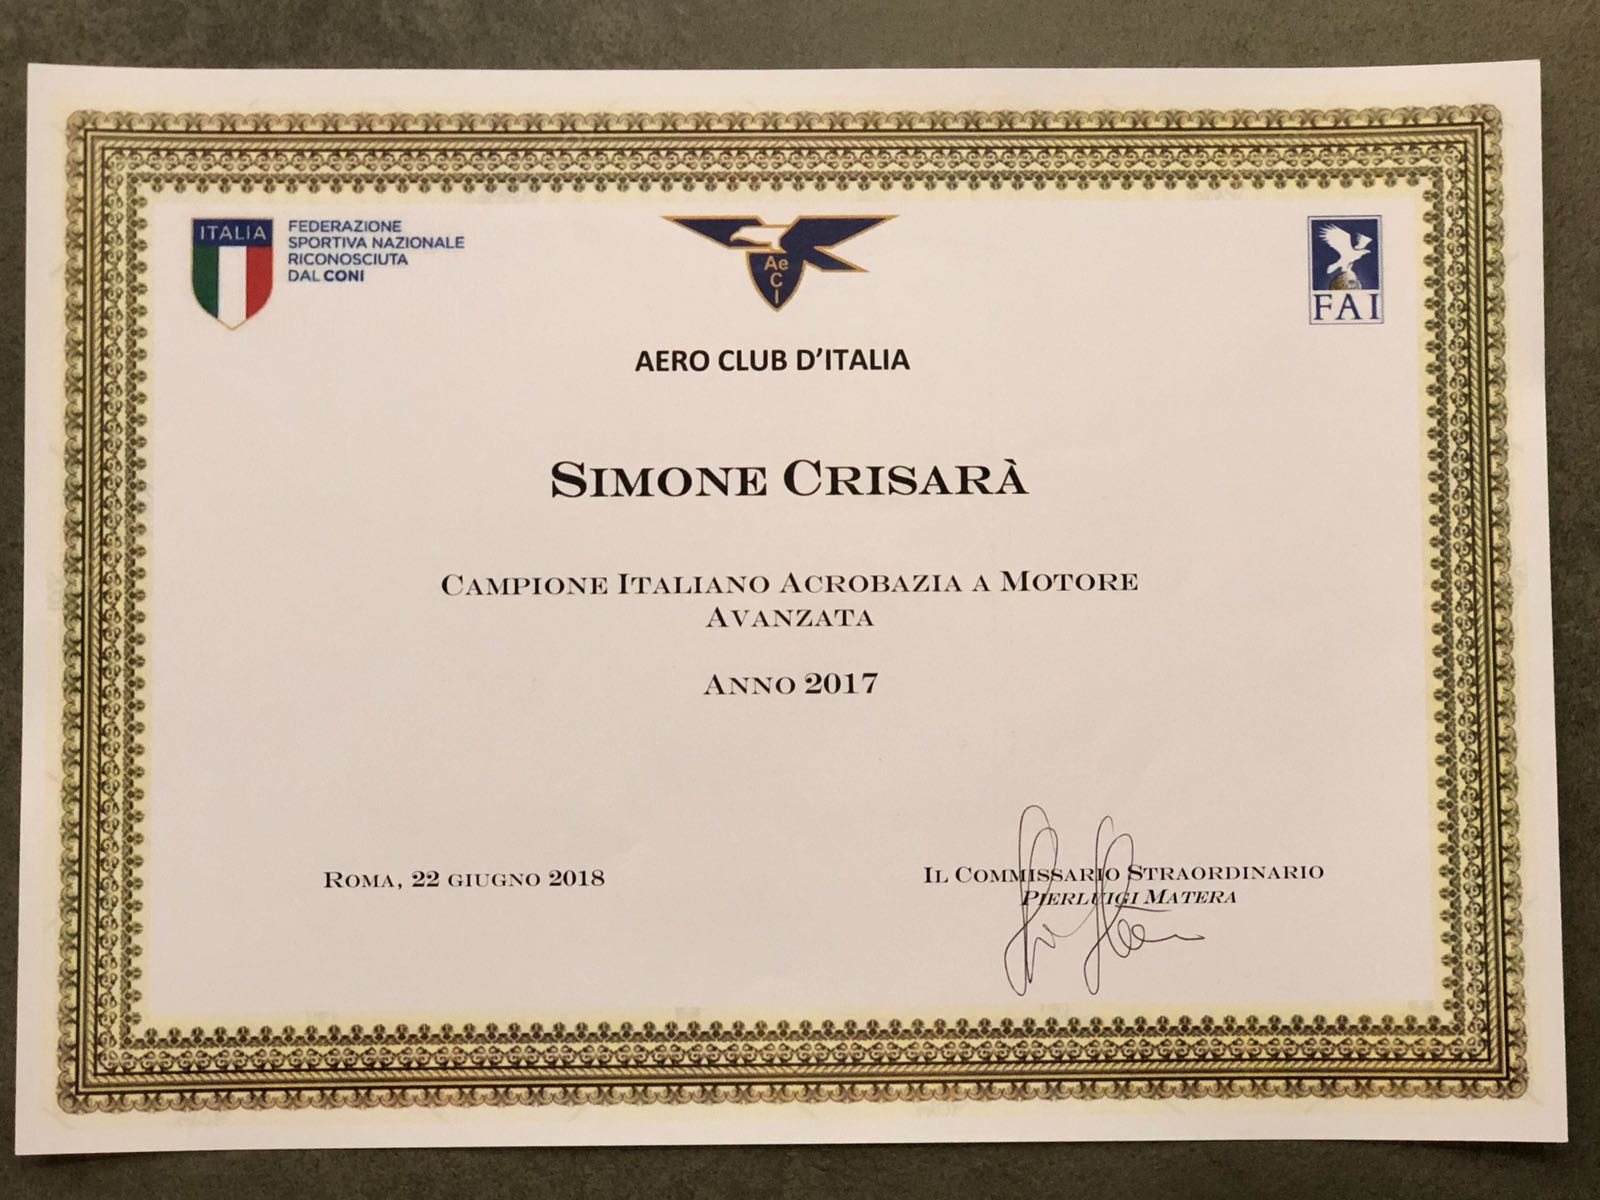 ITALIA
FEDERAZIONE
SPORTIVA NAZIONALE
RICONOSCIUTA
DAL CONI
Ae
C
I
FAI
AERO CLUB D'ITALIA
SIMONE CRISARÀ
CAMPIONE ITALIANO ACROBAZIA A MOTORE
AVANZATA
ANNO 2017
ROMA, 22 GIUGNO 2018
IL COMMISSARIO STRAORDINARIO
PIERLUIGI MATERA